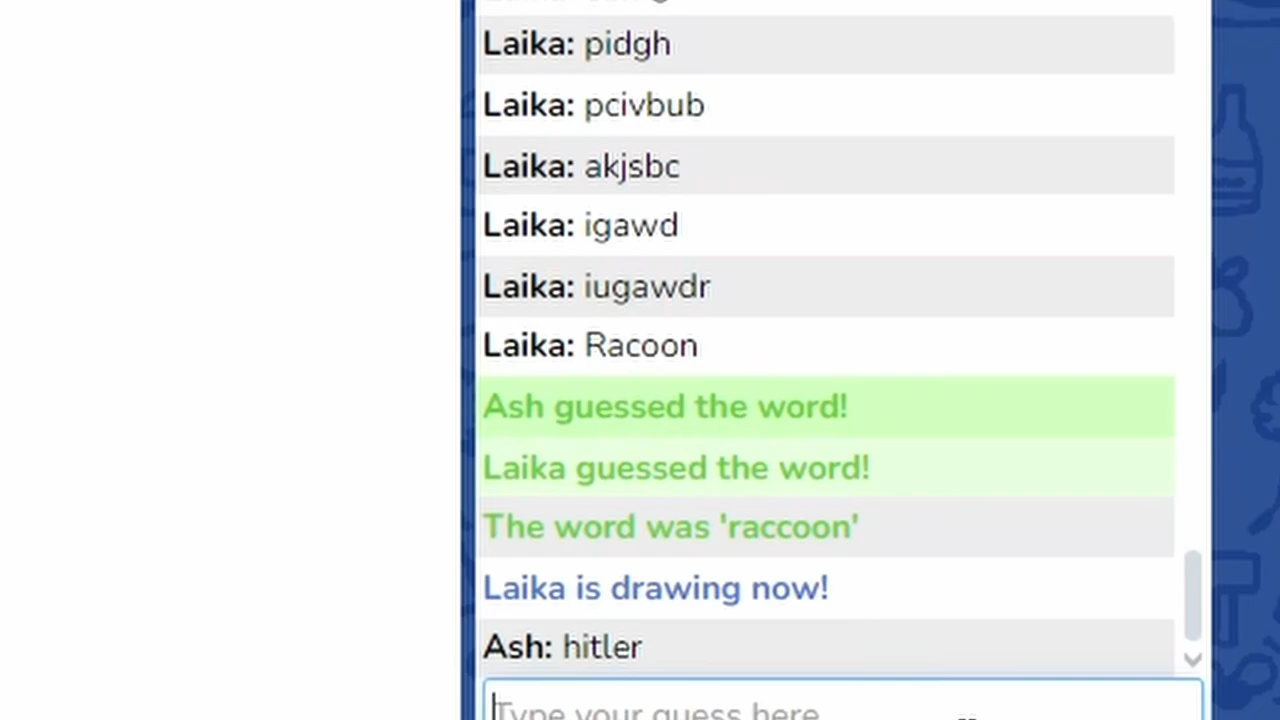 Laika: pidgh
Laika: pcivbub
Laika: akjsbc
Laika: igawd
Laika: iugawdr
Laika: Racoon
Ash guessed the word!
Laika guessed the word!
The word was 'raccoon'
Laika is drawing now!
Ash: hitler
Type your guess here